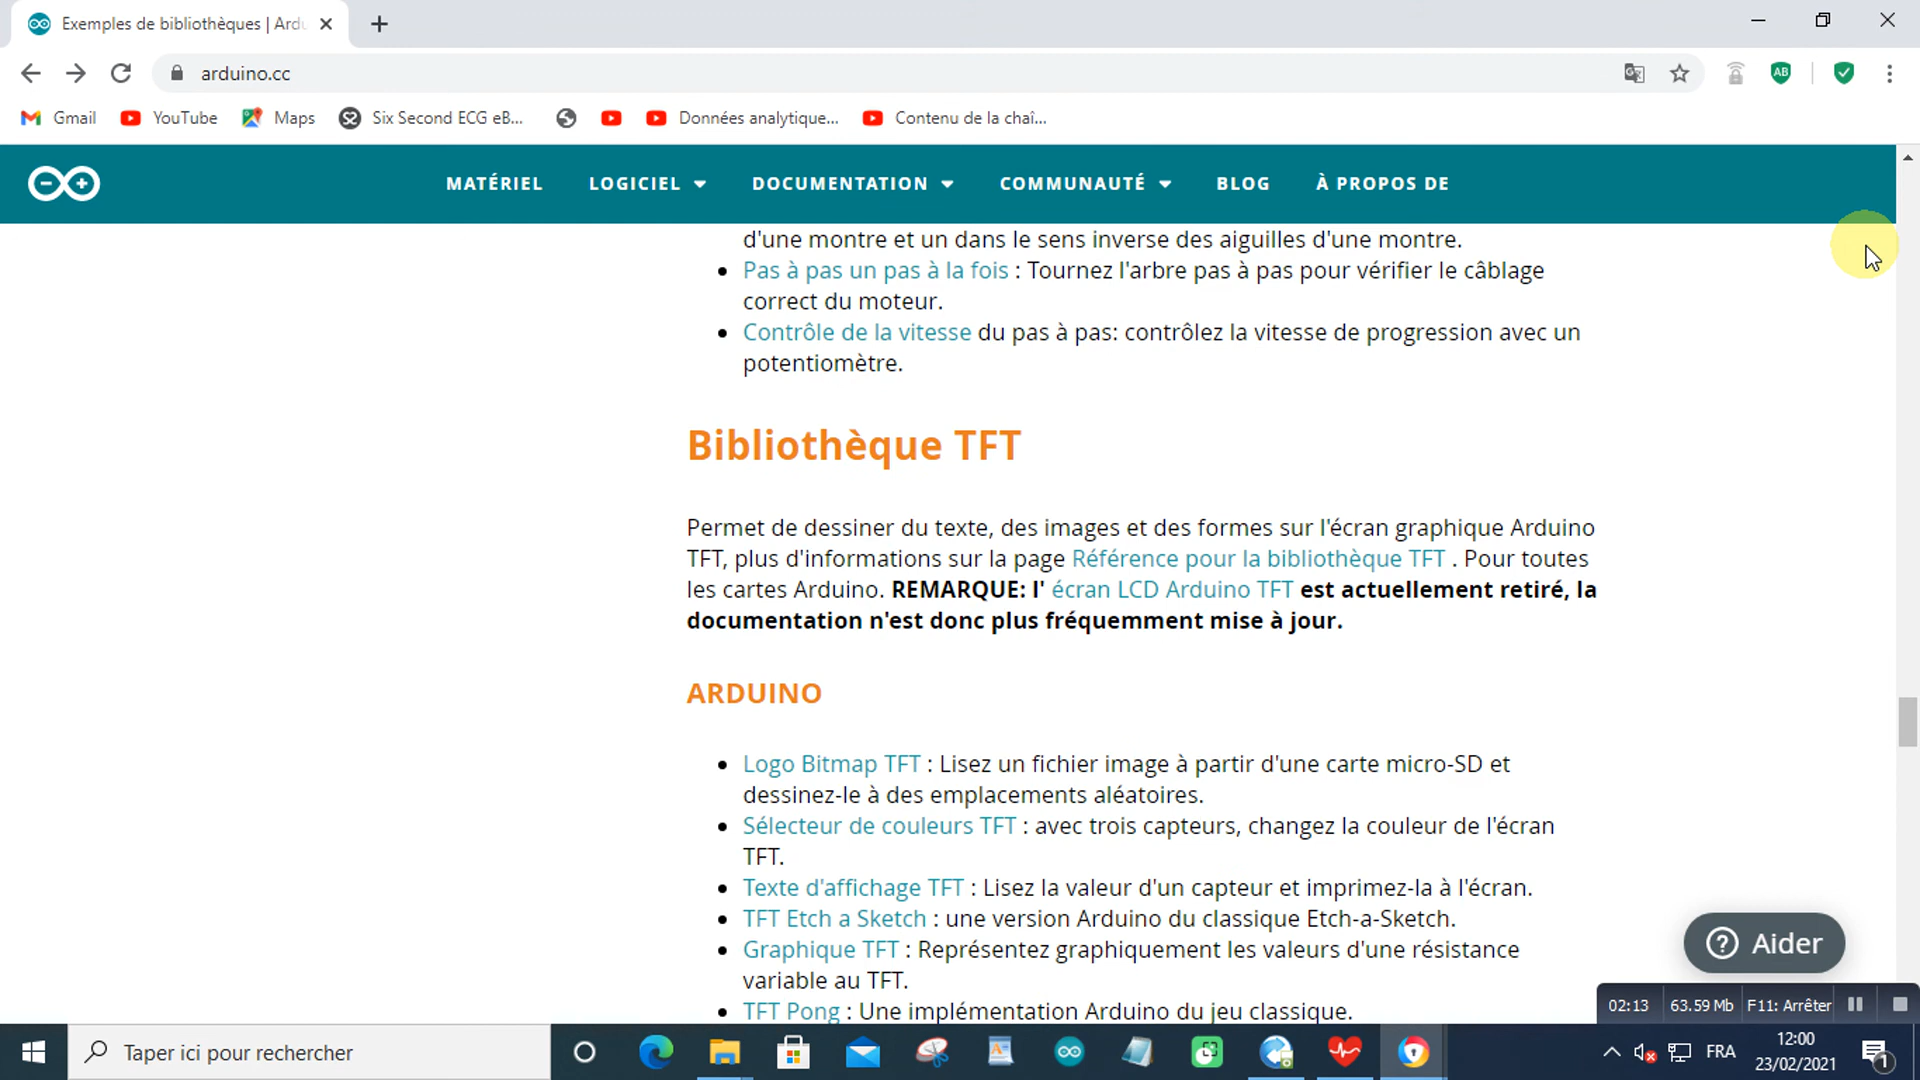 Exemples de bibliothèques | Ardu
arduino.cc
Gmail YouTube Maps Six Second ECG eB... Données analytique... Contenu de la chaî...
MATÉRIEL LOGICIEL DOCUMENTATION COMMUNAUTÉ BLOG À PROPOS DE
d'une montre et un dans le sens inverse des aiguilles d'une montre.
Pas à pas un pas à la fois : Tournez l'arbre pas à pas pour vérifier le câblage
correct du moteur.
Contrôle de la vitesse du pas à pas: contrôlez la vitesse de progression avec un
potentiomètre.
Bibliothèque TFT
Permet de dessiner du texte, des images et des formes sur l'écran graphique Arduino
TFT, plus d'informations sur la page Référence pour la bibliothèque TFT . Pour toutes
les cartes Arduino. REMARQUE: l' écran LCD Arduino TFT est actuellement retiré, la
documentation n'est donc plus fréquemment mise à jour.
ARDUINO
Logo Bitmap TFT : Lisez un fichier image à partir d'une carte micro-SD et
dessinez-le à des emplacements aléatoires.
Sélecteur de couleurs TFT : avec trois capteurs, changez la couleur de l'écran
TFT.
Texte d'affichage TFT : Lisez la valeur d'un capteur et imprimez-la à l'écran.
TFT Etch a Sketch : une version Arduino du classique Etch-a-Sketch.
Graphique TFT : Représentez graphiquement les valeurs d'une résistance
variable au TFT.
TFT Pong : Une implémentation Arduino du jeu classique.
Aider
02:13 63.59 Mb F11: Arrêter
Taper ici pour rechercher
FRA
12:00
23/02/2021
1